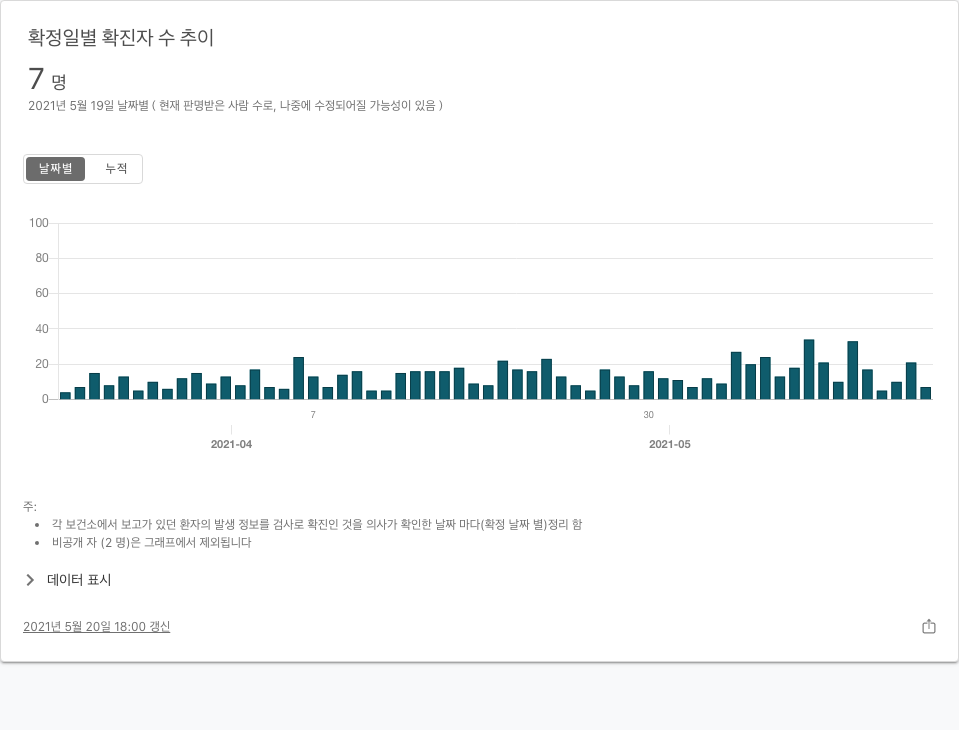 확정일별 확진자 수 추이
7 명
2021년 5월 19일 날짜별 ( 현재 판명받은 사람 수로, 나중에 수정되어질 가능성이 있음 )
날짜별 누적
100
80
60
40
20
0
7 30
2021-04 2021-05
주:
각 보건소에서 보고가 있던 환자의 발생 정보를 검사로 확진인 것을 의사가 확인한 날짜 마다(확정 날짜 별)정리 함
비공개 자 (2 명)은 그래프에서 제외됩니다
데이터 표시
2021년 5월 20일 18:00 갱신